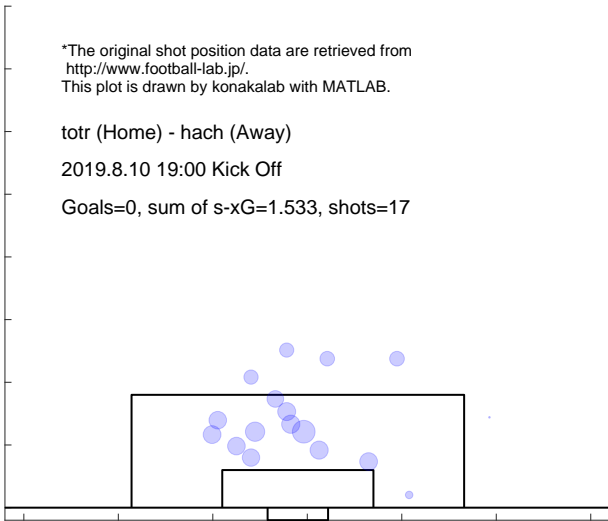 *The original shot position data are retrieved from
http://www.football-lab.jp/.
This plot is drawn by konakalab with MATLAB.
totr (Home) - hach (Away)
2019.8.10 19:00 Kick Off
Goals=0, sum of s-xG=1.533, shots=17